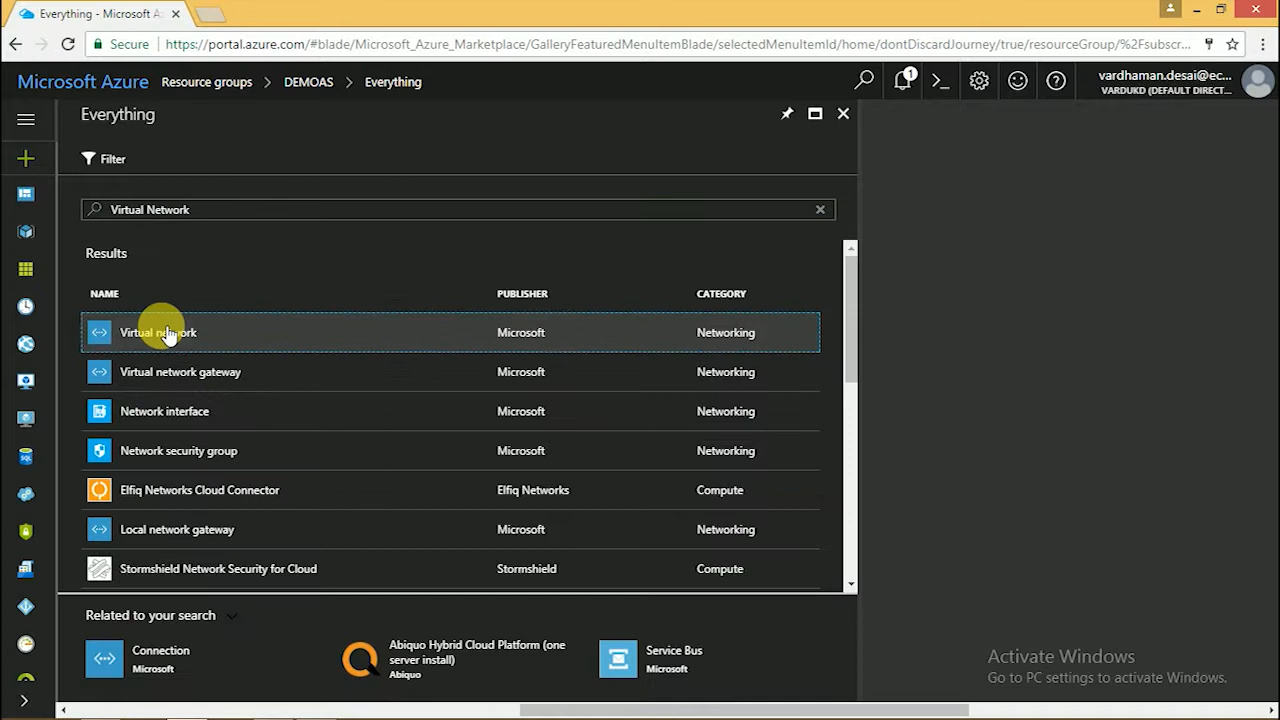 Everything - Microsoft A
Secure https://portal.azure.com/#blade/Microsoft_Azure_Marketplace/GalleryFeaturedMenuItemBlade/selectedMenuItemId/home/dontDiscardJourney/true/resourceGroup/%2Fsubscr...
Microsoft Azure Resource groups > DEMOAS > Everything
1
vardhaman.desai@ec...
VARDUKD (DEFAULT DIRECT...
Everything
Filter
Virtual Network
Results
NAME PUBLISHER CATEGORY
Virtual network Microsoft Networking
Virtual network gateway Microsoft Networking
Network interface Microsoft Networking
Network security group Microsoft Networking
Elfiq Networks Cloud Connector Elfiq Networks Compute
Local network gateway Microsoft Networking
Stormshield Network Security for Cloud Stormshield Compute
Related to your search
Connection
Microsoft
Abiquo Hybrid Cloud Platform (one
server install)
Abiquo
Service Bus
Microsoft
SQL
Activate Windows
Go to PC settings to activate Windows.